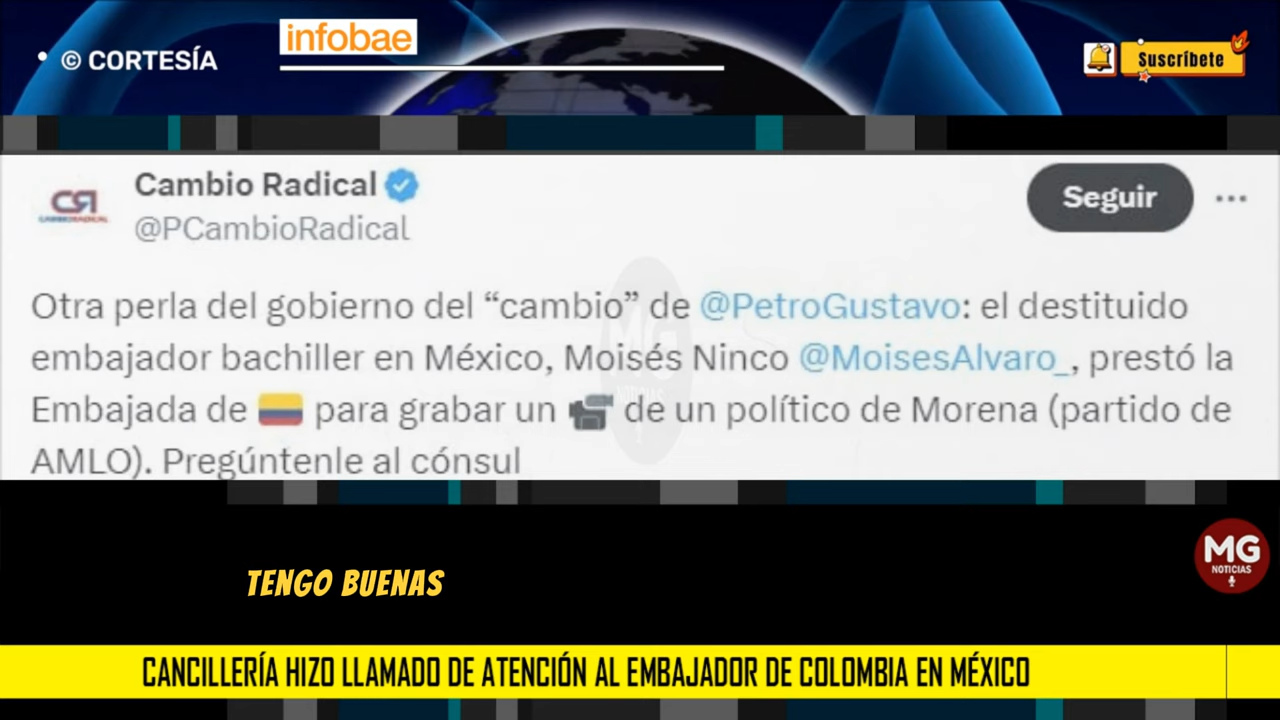 © CORTESÍA
infobae
Suscríbete
Cambio Radical
@PCambioRadical
Seguir
Otra perla del gobierno del “cambio” de @PetroGustavo: el destituido
embajador bachiller en México, Moisés Ninco @MoisesAlvaro_, prestó la
Embajada de 🇨🇴 para grabar un 📹 de un político de Morena (partido de
AMLO). Pregúntenle al cónsul
MG
NOTICIAS
TENGO BUENAS
MG
NOTICIAS
CANCILLERÍA HIZO LLAMADO DE ATENCIÓN AL EMBAJADOR DE COLOMBIA EN MÉXICO